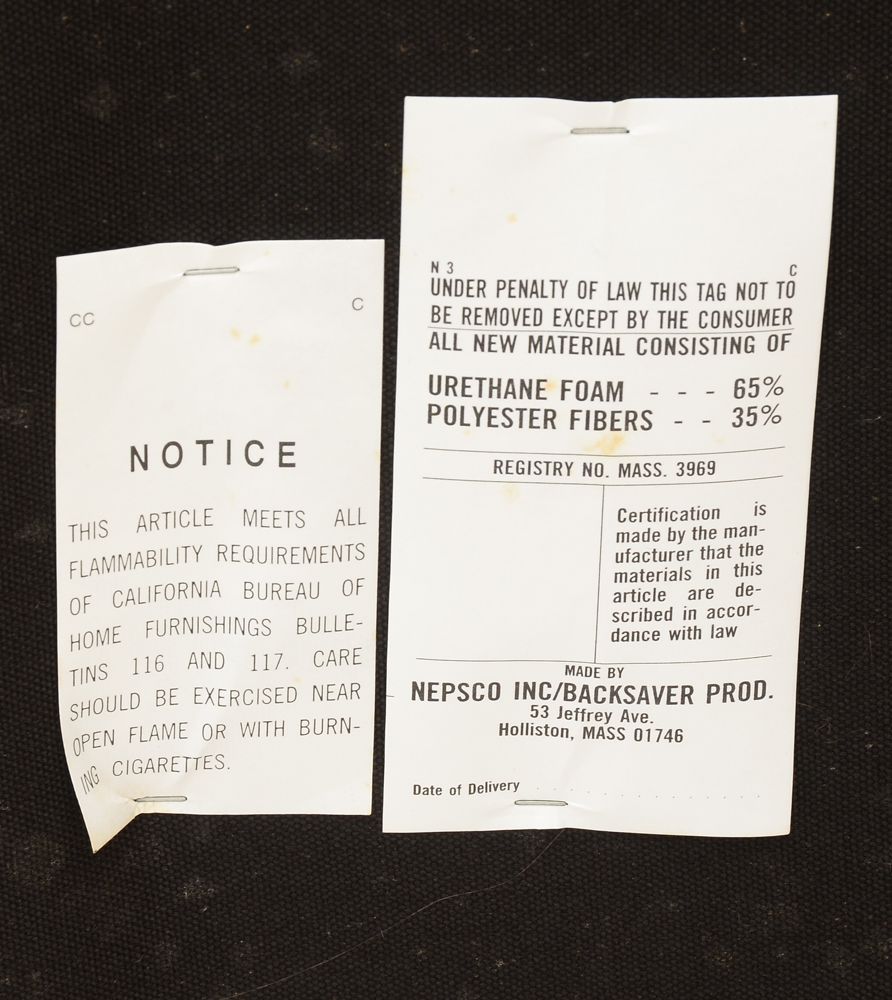 CC C
NOTICE
THIS ARTICLE MEETS ALL
FLAMMABILITY REQUIREMENTS
OF CALIFORNIA BUREAU OF
HOME FURNISHINGS BULLE-
TINS 116 AND 117. CARE
SHOULD BE EXERCISED NEAR
OPEN FLAME OR WITH BURN-
ING CIGARETTES.
N 3 C
UNDER PENALTY OF LAW THIS TAG NOT TO
BE REMOVED EXCEPT BY THE CONSUMER
ALL NEW MATERIAL CONSISTING OF
URETHANE FOAM - - - 65%
POLYESTER FIBERS - - 35%
REGISTRY NO. MASS. 3969
Certification is
made by the man-
ufacturer that the
materials in this
article are de-
scribed in accor-
dance with law
MADE BY
NEPSCO INC/BACKSAVER PROD.
53 Jeffrey Ave.
Holliston, MASS 01746
Date of Delivery . . . . . . . . . . . . . .